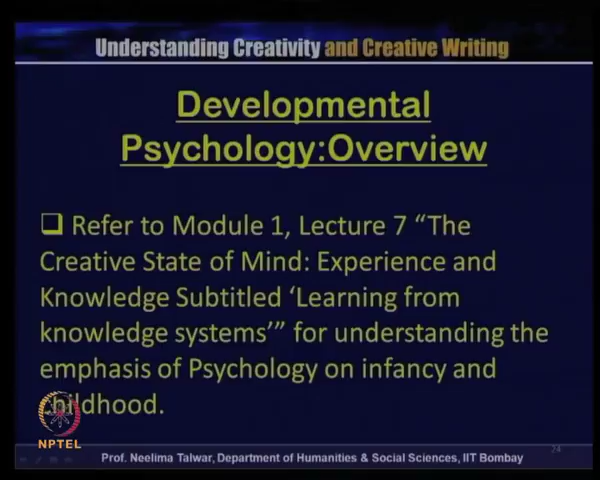 Understanding Creativity and Creative Writing
Developmental
Psychology:Overview
❑ Refer to Module 1, Lecture 7 “The
Creative State of Mind: Experience and
Knowledge Subtitled ‘Learning from
knowledge systems’” for understanding the
emphasis of Psychology on infancy and
childhood.
NPTEL
24
Prof. Neelima Talwar, Department of Humanities & Social Sciences, IIT Bombay